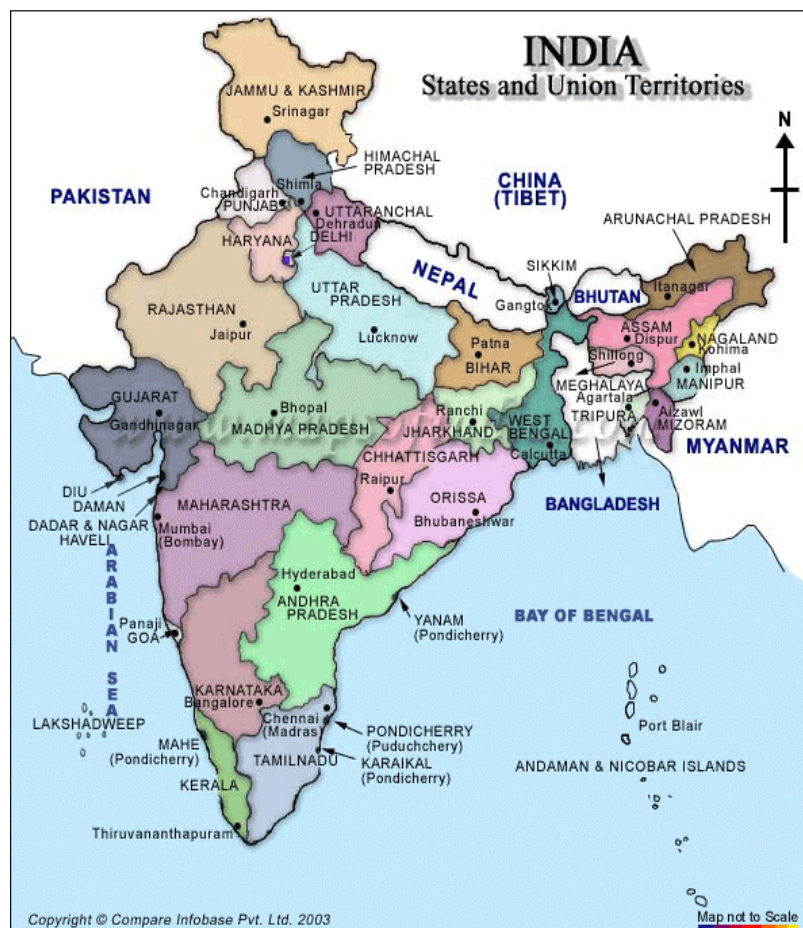 INDIA
States and Union Territories
N
JAMMU & KASHMIR
Srinagar
HIMACHAL
PRADESH
PAKISTAN
CHINA
(TIBET)
Chandigarh
Shimla
PUNJAB
UTTARANCHAL
Dehradun
ARUNACHAL PRADESH
HARYANA
DELHI
NEPAL
SIKKIM
Gangtok
BHUTAN
Itanagar
UTTAR
PRADESH
RAJASTHAN
Jaipur
Lucknow
Patna
BIHAR
ASSAM
Dispur
NAGALAND
Kohima
Shillong
Imphal
MANIPUR
MEGHALAYA
Agartala
TRIPURA
Aizawl
MIZORAM
GUJARAT
Gandhinagar
Bhopal
MADHYA PRADESH
Ranchi
JHARKHAND
WEST
BENGAL
Calcutta
MYANMAR
CHHATTISGARH
Raipur
DIU
DAMAN
DADAR & NAGAR
HAVELI
MAHARASHTRA
Mumbai
(Bombay)
ORISSA
Bhubaneshwar
BANGLADESH
ARABIAN SEA
Hyderabad
ANDHRA
PRADESH
YANAM
(Pondicherry)
BAY OF BENGAL
Panaji
GOA
KARNATAKA
Bangalore
LAKSHADWEEP
Chennai
(Madras)
PONDICHERRY
(Puduchchery)
Port Blair
MAHE
(Pondicherry)
TAMILNADU
KARAIKAL
(Pondicherry)
ANDAMAN & NICOBAR ISLANDS
KERALA
Thiruvananthapuram
Copyright © Compare Infobase Pvt. Ltd. 2003
Map not to Scale